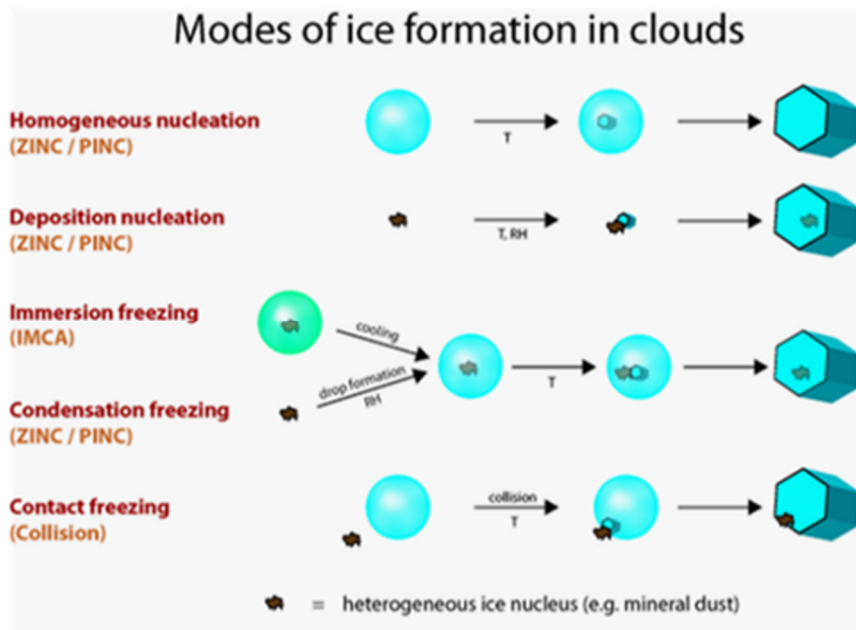 Modes of ice formation in clouds
Homogeneous nucleation
(ZINC / PINC)
T
Deposition nucleation
(ZINC / PINC)
T, RH
Immersion freezing
(IMCA)
cooling
drop formation
RH
T
Condensation freezing
(ZINC / PINC)
Contact freezing
(Collision)
collision
T
= heterogeneous ice nucleus (e.g. mineral dust)